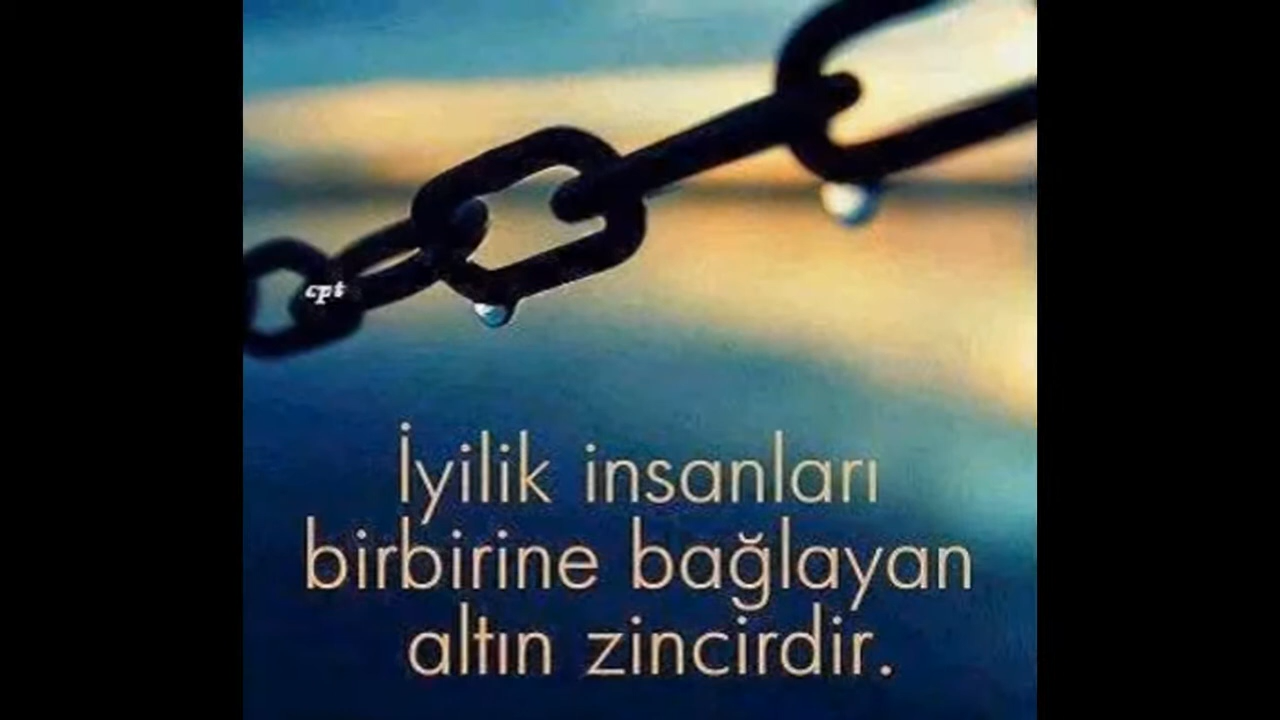 cpt
İyilik insanları
birbirine bağlayan
altın zincirdir.